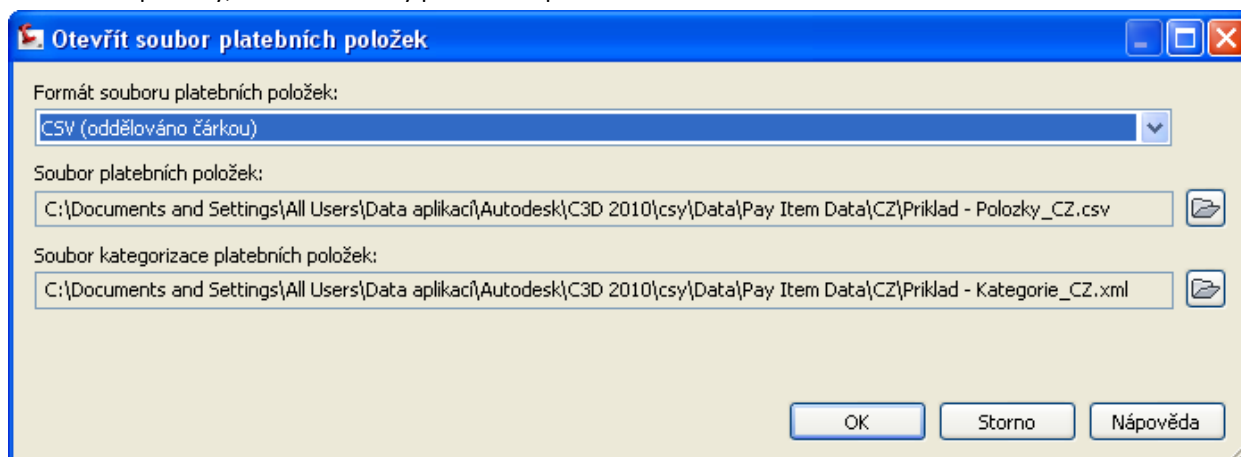 Otevřít soubor platebních položek
Formát souboru platebních položek:
CSV (oddělováno čárkou)
Soubor platebních položek:
C:\Documents and Settings\All Users\Data aplikací\Autodesk\C3D 2010\csy\Data\Pay Item Data\CZ\Priklad - Polozky_CZ.csv
Soubor kategorizace platebních položek:
C:\Documents and Settings\All Users\Data aplikací\Autodesk\C3D 2010\csy\Data\Pay Item Data\CZ\Priklad - Kategorie_CZ.xml
OK Storno Nápověda